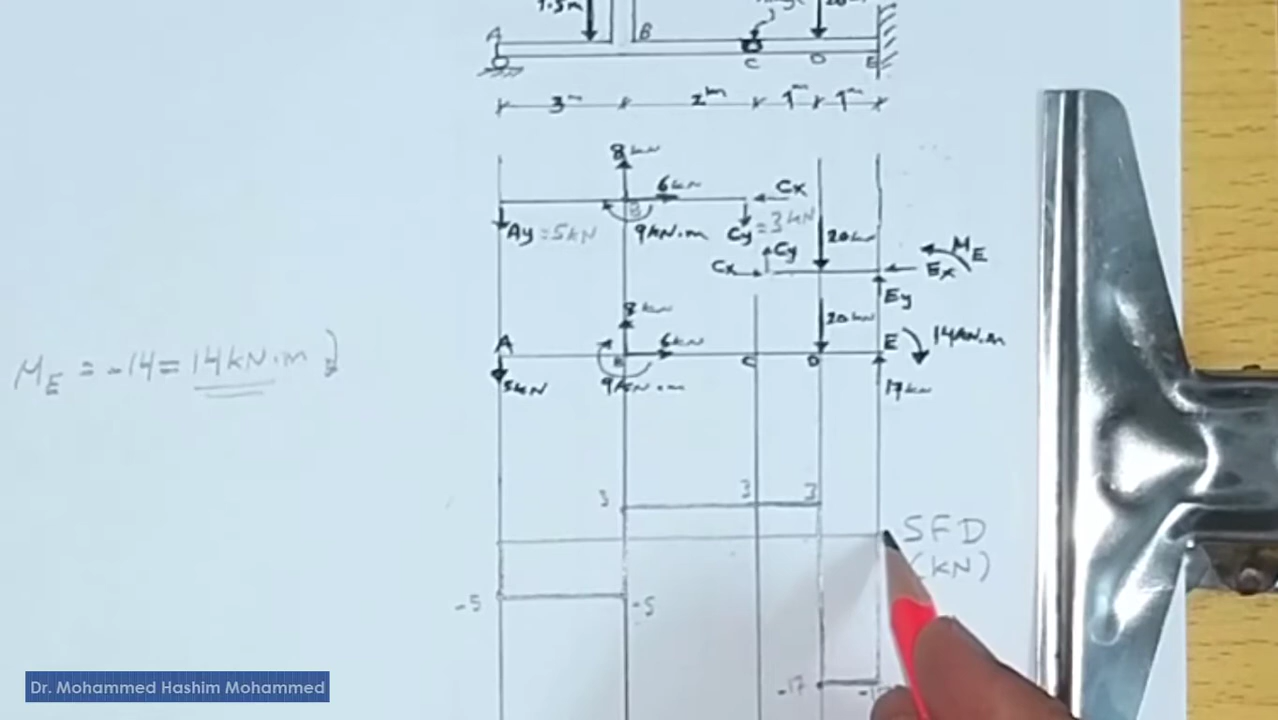 A
B
C
D
E
3m
2m
1m
1m
8kN
6kN
Cx
Ay = 5kN
B
9kN.m
Cy = 3kN
20kN
Cy
Cx
ME
Ex
Ey
8kN
20kN
A
6kN
E
14kN.m
B
C
D
ME = -14 = 14kN.m
5kN
9kN.m
17kN
3
3
3
SFD
(kN)
-5
-5
-17
-17
Dr. Mohammed Hashim Mohammed